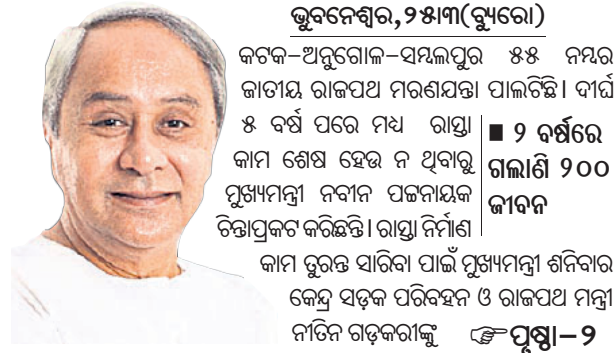 ଭୁବନେଶ୍ୱର,୨୫।୩(ବ୍ୟୁରୋ)
କଟକ-ଅନୁଗୋଳ-ସମ୍ବଲପୁର ୫୫ ନମ୍ବର
ଜାତୀୟ ରାଜପଥ ମରଣଯନ୍ତା ପାଲଟିଛି। ଦୀର୍ଘ
୫ ବର୍ଷ ପରେ ମଧ୍ୟ ରାସ୍ତା
କାମ ଶେଷ ହେଉ ନ ଥିବାରୁ
ମୁଖ୍ୟମନ୍ତ୍ରୀ ନବୀନ ପଟ୍ଟନାୟକ
ଚିନ୍ତାପ୍ରକଟ କରିଛନ୍ତି। ରାସ୍ତା ନିର୍ମାଣ
■ ୨ ବର୍ଷରେ
ଗଲାଣି ୨୦୦
ଜୀବନ
କାମ ତୁରନ୍ତ ସାରିବା ପାଇଁ ମୁଖ୍ୟମନ୍ତ୍ରୀ ଶନିବାର
କେନ୍ଦ୍ର ସଡ଼କ ପରିବହନ ଓ ରାଜପଥ ମନ୍ତ୍ରୀ
ନୀତିନ ଗଡ଼କରୀଙ୍କୁ ☞ପୃଷ୍ଠା-୨